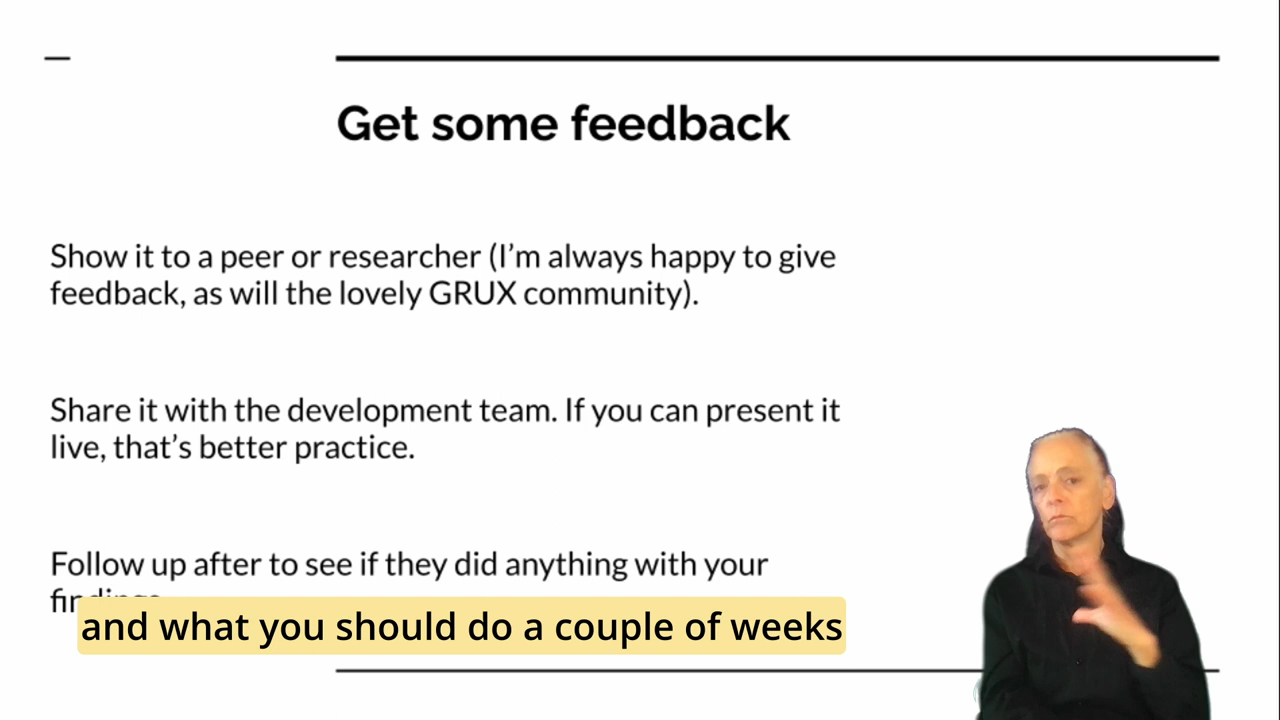 Get some feedback
Show it to a peer or researcher (I’m always happy to give
feedback, as will the lovely GRUX community).
Share it with the development team. If you can present it
live, that’s better practice.
Follow up after to see if they did anything with your
findings.
and what you should do a couple of weeks